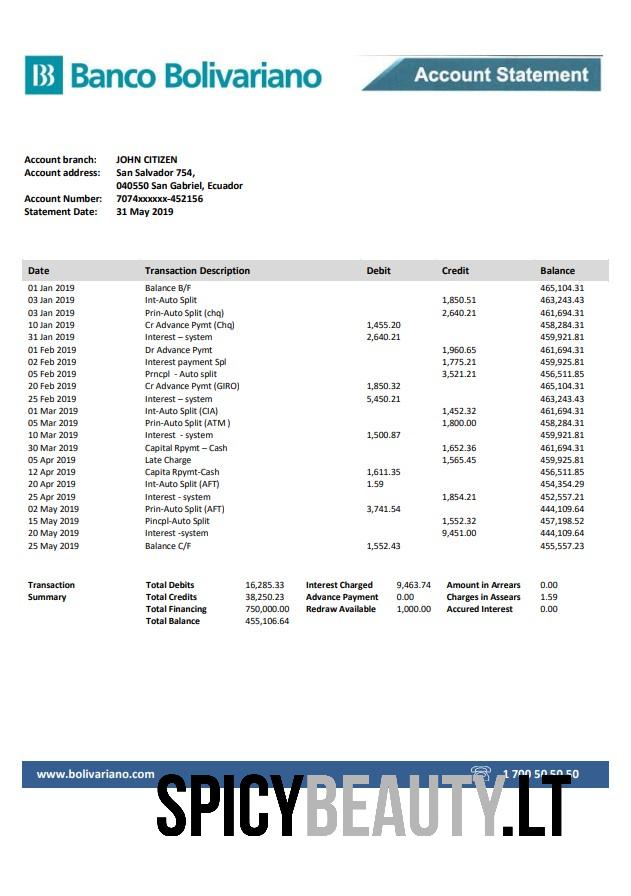 Banco Bolivariano
Account Statement
Account branch: JOHN CITIZEN
Account address: San Salvador 754,
040550 San Gabriel, Ecuador
Account Number: 7074xxxxxx-452156
Statement Date: 31 May 2019
Date Transaction Description Debit Credit Balance
01 Jan 2019 Balance B/F 465,104.31
03 Jan 2019 Int-Auto Split 1,850.51 463,243.43
03 Jan 2019 Prin-Auto Split (chq) 2,640.21 461,694.31
10 Jan 2019 Cr Advance Pymt (Chq) 1,455.20 458,284.31
31 Jan 2019 Interest – system 2,640.21 459,921.81
01 Feb 2019 Dr Advance Pymt 1,960.65 461,694.31
02 Feb 2019 Interest payment Spl 1,775.21 459,925.81
05 Feb 2019 Prncpl - Auto split 3,521.21 456,511.85
20 Feb 2019 Cr Advance Pymt (GIRO) 1,850.32 465,104.31
25 Feb 2019 Interest – system 5,450.21 463,243.43
01 Mar 2019 Int-Auto Split (CIA) 1,452.32 461,694.31
05 Mar 2019 Prin-Auto Split (ATM ) 1,800.00 458,284.31
10 Mar 2019 Interest - system 1,500.87 459,921.81
30 Mar 2019 Capital Rpymt – Cash 1,652.36 461,694.31
05 Apr 2019 Late Charge 1,565.45 459,925.81
12 Apr 2019 Capita Rpymt-Cash 1,611.35 456,511.85
20 Apr 2019 Int-Auto Split (AFT) 1.59 454,354.29
25 Apr 2019 Interest - system 1,854.21 452,557.21
02 May 2019 Prin-Auto Split (AFT) 3,741.54 444,109.64
15 May 2019 Pincpl-Auto Split 1,552.32 457,198.52
20 May 2019 Interest -system 9,451.00 444,109.64
25 May 2019 Balance C/F 1,552.43 455,557.23
Transaction Total Debits 16,285.33 Interest Charged 9,463.74 Amount in Arrears 0.00
Summary Total Credits 38,250.23 Advance Payment 0.00 Charges in Assears 1.59
Total Financing 750,000.00 Redraw Available 1,000.00 Accured Interest 0.00
Total Balance 455,106.64
www.bolivariano.com 1 700 50 50 50
SPICYBEAUTY.LT